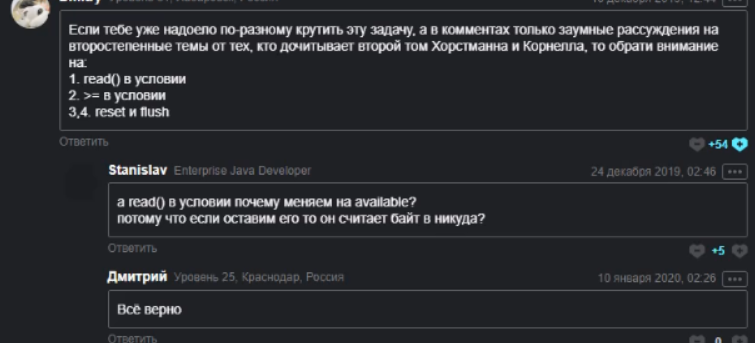 Если тебе уже надоело по-разному крутить эту задачу, а в комментах только заумные рассуждения на
второстепенные темы от тех, кто дочитывает второй том Хорстманна и Корнелла, то обрати внимание
на:
1. read() в условии
2. >= в условии
3,4. reset и flush
Ответить
+54
Stanislav Enterprise Java Developer
24 декабря 2019, 02:46
а read() в условии почему меняем на available?
потому что если оставим его то он считает байт в никуда?
Ответить
+5
Дмитрий Уровень 25, Краснодар, Россия
10 января 2020, 02:26
Всё верно
Ответить
0